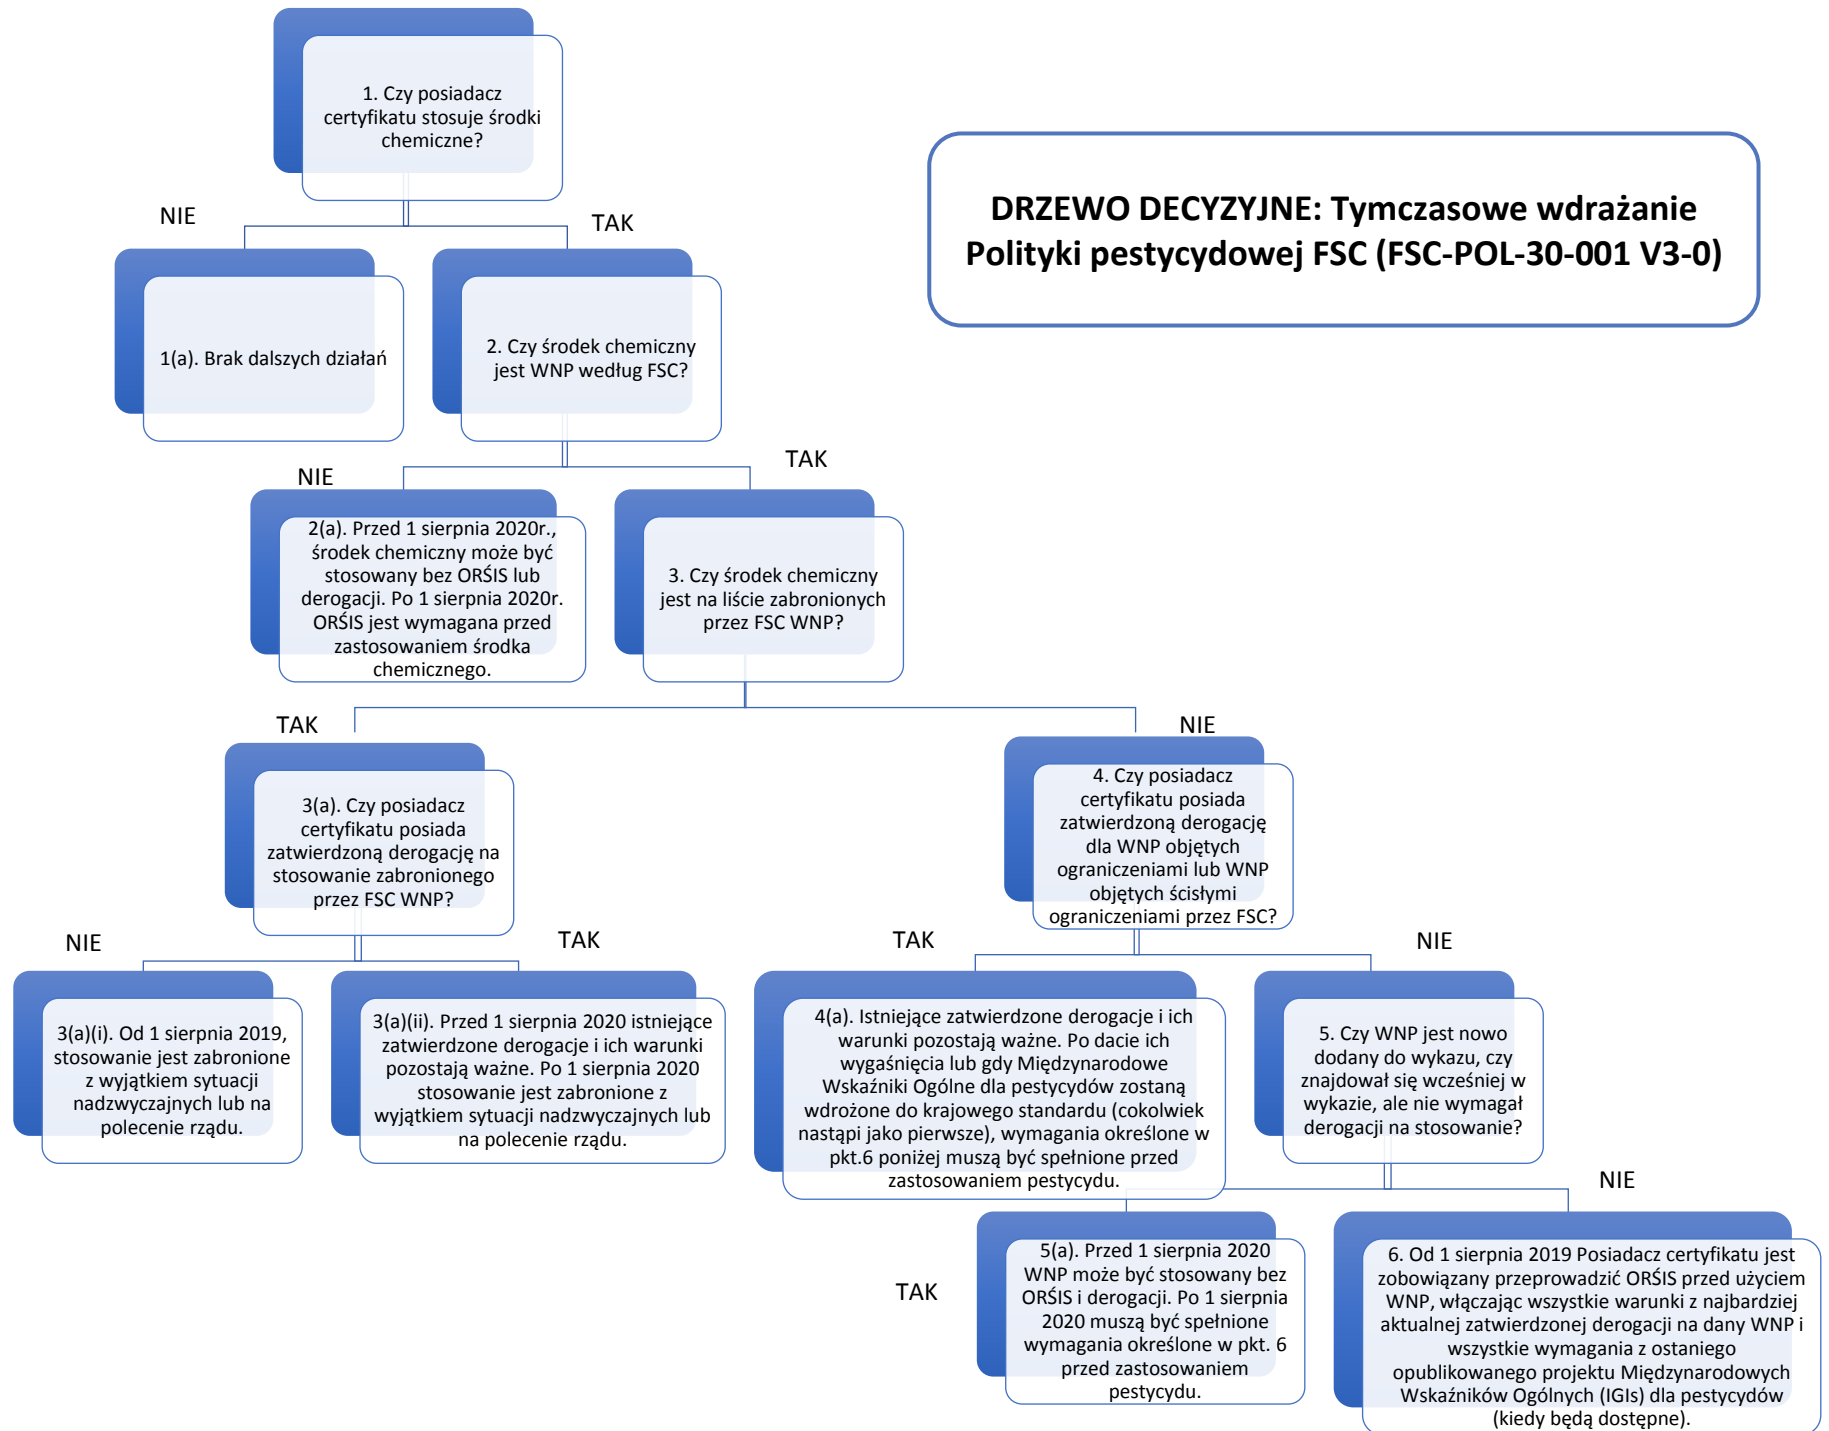 1. Czy posiadacz
certyfikatu stosuje środki
chemiczne?
DRZEWO DECYZYJNE: Tymczasowe wdrażanie
Polityki pestycydowej FSC (FSC-POL-30-001 V3-0)
NIE
TAK
1(a). Brak dalszych działań
2. Czy środek chemiczny
jest WNP według FSC?
NIE
TAK
2(a). Przed 1 sierpnia 2020r.,
środek chemiczny może być
stosowany bez ORŚIS lub
derogacji. Po 1 sierpnia 2020r.
ORŚIS jest wymagana przed
zastosowaniem środka
chemicznego.
3. Czy środek chemiczny
jest na liście zabronionych
przez FSC WNP?
TAK
NIE
3(a). Czy posiadacz
certyfikatu posiada
zatwierdzoną derogację na
stosowanie zabronionego
przez FSC WNP?
4. Czy posiadacz
certyfikatu posiada
zatwierdzoną derogację
dla WNP objętych
ograniczeniami lub WNP
objętych ścisłymi
ograniczeniami przez FSC?
NIE
TAK
TAK
NIE
3(a)(i). Od 1 sierpnia 2019,
stosowanie jest zabronione
z wyjątkiem sytuacji
nadzwyczajnych lub na
polecenie rządu.
3(a)(ii). Przed 1 sierpnia 2020 istniejące
zatwierdzone derogacje i ich warunki
pozostają ważne. Po 1 sierpnia 2020
stosowanie jest zabronione z
wyjątkiem sytuacji nadzwyczajnych lub
na polecenie rządu.
4(a). Istniejące zatwierdzone derogacje i ich
warunki pozostają ważne. Po dacie ich
wygaśnięcia lub gdy Międzynarodowe
Wskaźniki Ogólne dla pestycydów zostaną
wdrożone do krajowego standardu (cokolwiek
nastąpi jako pierwsze), wymagania określone w
pkt.6 poniżej muszą być spełnione przed
zastosowaniem pestycydu.
5. Czy WNP jest nowo
dodany do wykazu, czy
znajdował się wcześniej w
wykazie, ale nie wymagał
derogacji na stosowanie?
TAK
NIE
5(a). Przed 1 sierpnia 2020
WNP może być stosowany bez
ORŚIS i derogacji. Po 1 sierpnia
2020 muszą być spełnione
wymagania określone w pkt. 6
przed zastosowaniem
pestycydu.
6. Od 1 sierpnia 2019 Posiadacz certyfikatu jest
zobowiązany przeprowadzić ORŚIS przed użyciem
WNP, włączając wszystkie warunki z najbardziej
aktualnej zatwierdzonej derogacji na dany WNP i
wszystkie wymagania z ostaniego
opublikowanego projektu Międzynarodowych
Wskaźników Ogólnych (IGIs) dla pestycydów
(kiedy będą dostępne).